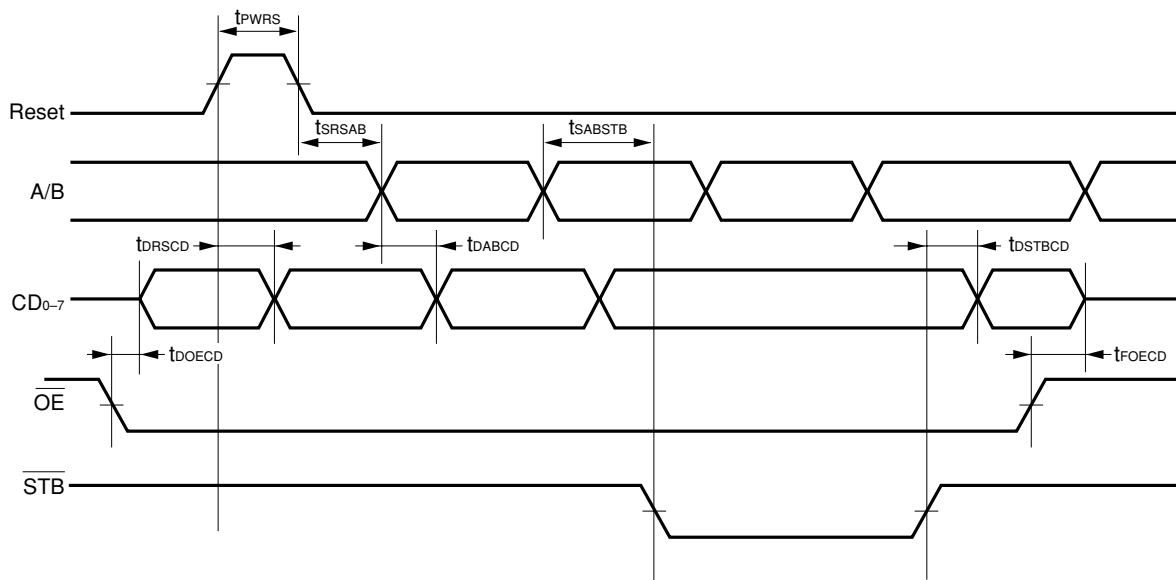 tPWRS
Reset
tSRSAB
tSABSTB
A/B
tDRSCD
tDABCD
tDSTBCD
CD0–7
tDOECD
tFOECD
OE
STB